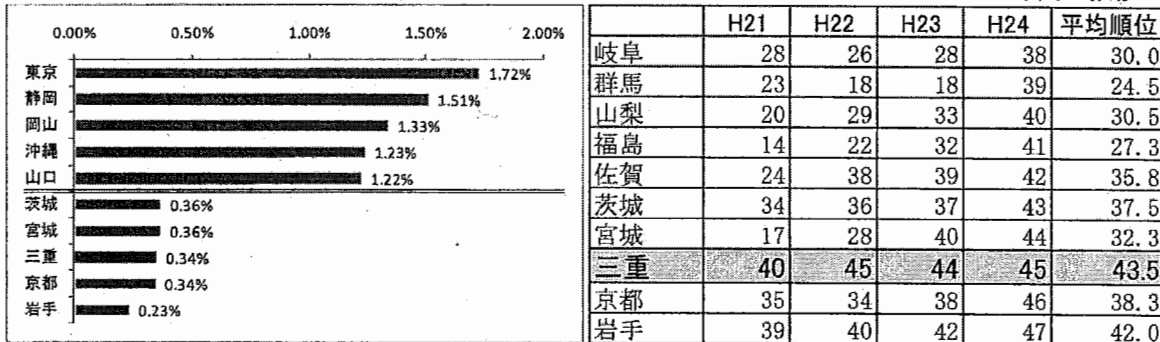 0.00% 0.50% 1.00% 1.50% 2.00%
東京 1.72%
静岡 1.51%
岡山 1.33%
沖縄 1.23%
山口 1.22%
茨城 0.36%
宮城 0.36%
三重 0.34%
京都 0.34%
岩手 0.23%
H21 H22 H23 H24 平均順位
岐阜 28 26 28 38 30.0
群馬 23 18 18 39 24.5
山梨 20 29 33 40 30.5
福島 14 22 32 41 27.3
佐賀 24 38 39 42 35.8
茨城 34 36 37 43 37.5
宮城 17 28 40 44 32.3
三重 40 45 44 45 43.5
京都 35 34 38 46 38.3
岩手 39 40 42 47 42.0